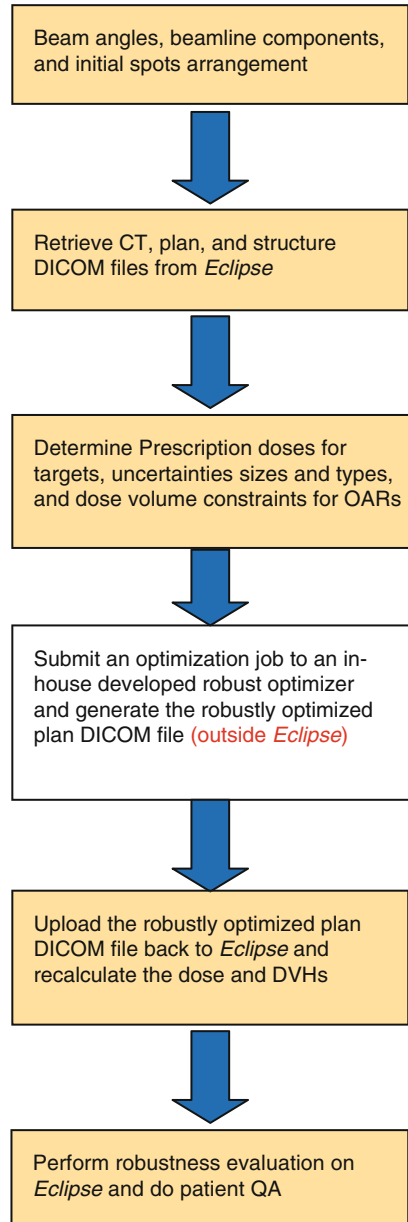 Beam angles, beamline components,
and initial spots arrangement
Retrieve CT, plan, and structure
DICOM files from Eclipse
Determine Prescription doses for
targets, uncertainties sizes and types,
and dose volume constraints for OARs
Submit an optimization job to an in-
house developed robust optimizer
and generate the robustly optimized
plan DICOM file (outside Eclipse)
Upload the robustly optimized plan
DICOM file back to Eclipse and
recalculate the dose and DVHs
Perform robustness evaluation on
Eclipse and do patient QA